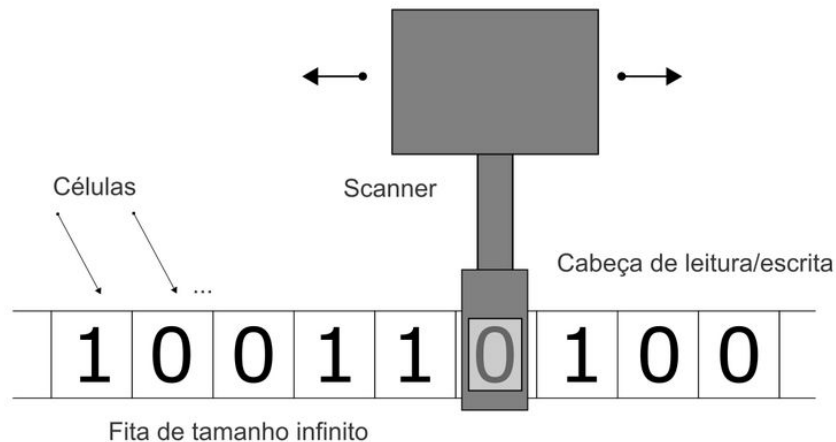 Scanner
Células
...
Cabeça de leitura/escrita
1 0 0 1 1 0 1 0 0
Fita de tamanho infinito